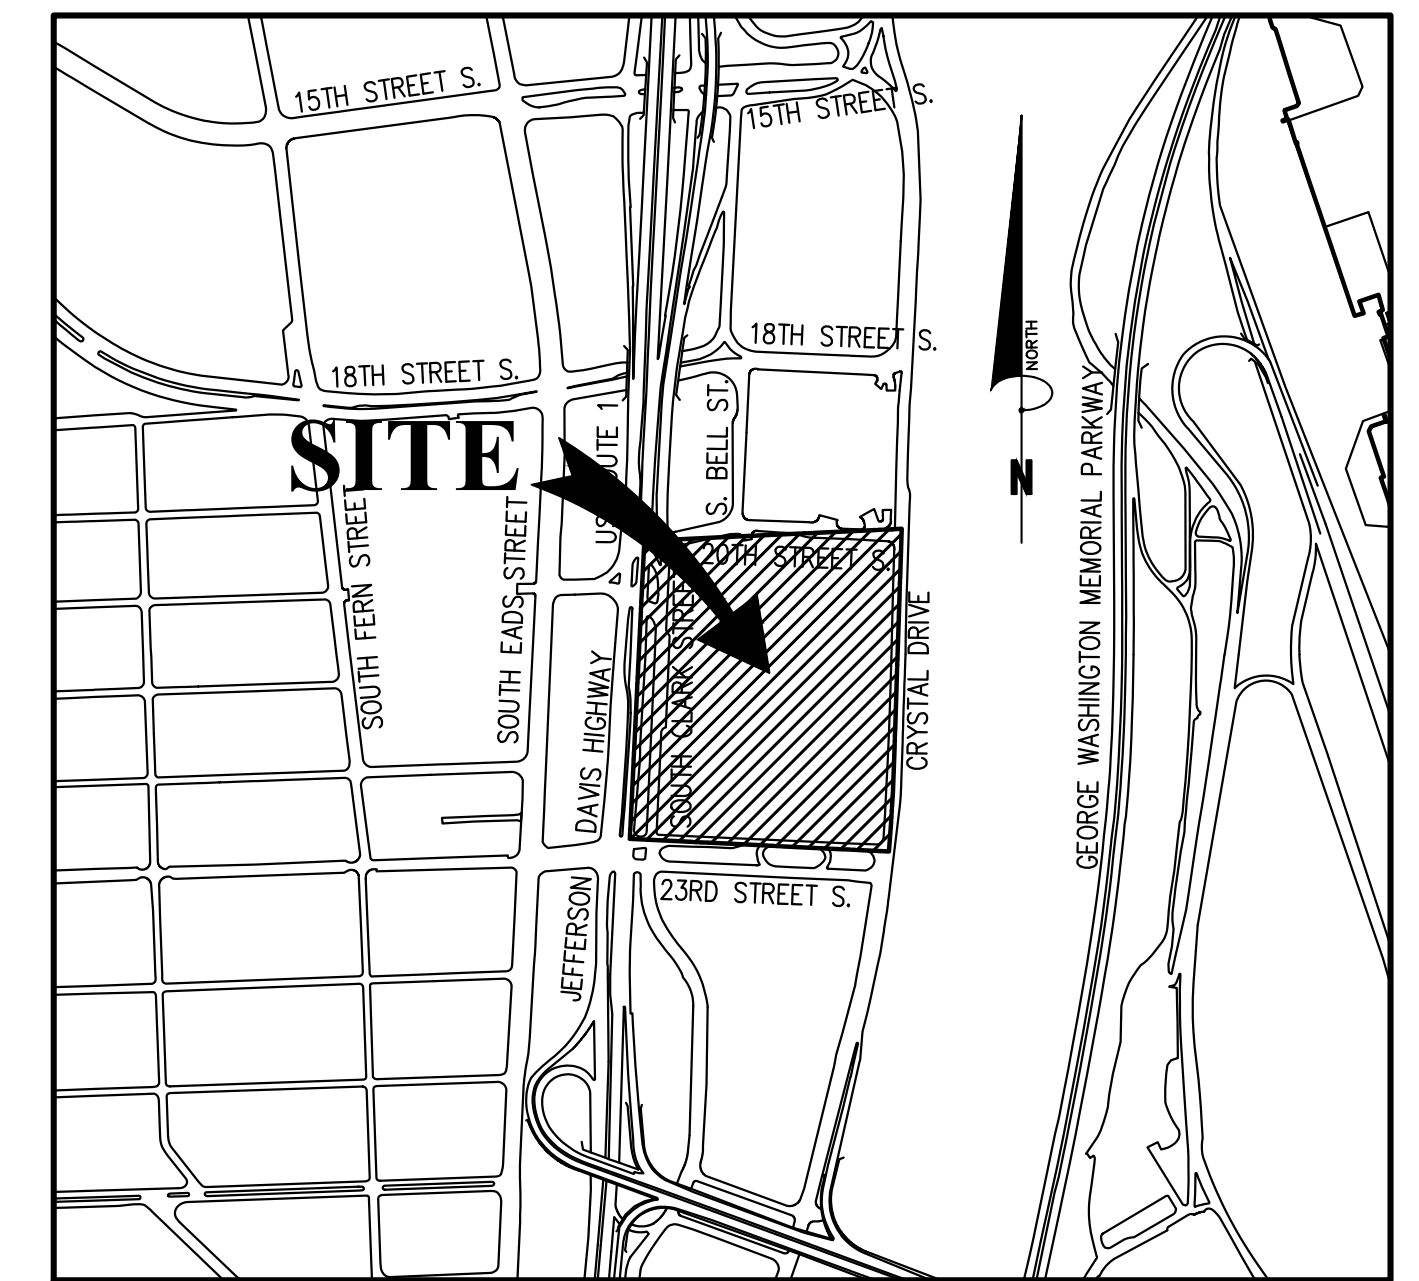 15TH STREET S.
15TH STREET S.
NORTH
18TH STREET S.
18TH STREET S.
SITE
US ROUTE 1
S. BELL ST.
N
GEORGE WASHINGTON MEMORIAL PARKWAY
SOUTH FERN STREET
SOUTH EADS STREET
20TH STREET S.
SOUTH CLARK STREET
CRYSTAL DRIVE
DAVIS HIGHWAY
23RD STREET S.
JEFFERSON